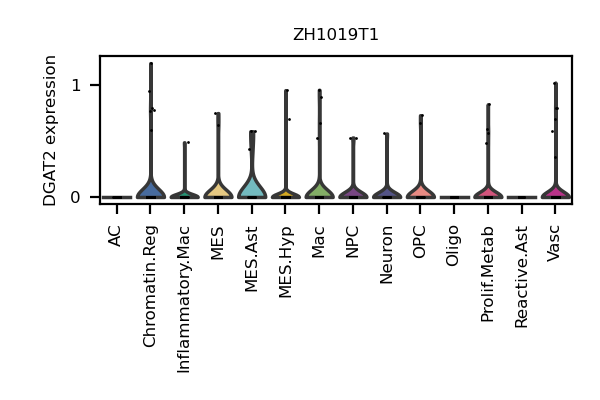 ZH1019T1
DGAT2 expression
1
0
AC
Chromatin.Reg
Inflammatory.Mac
MES
MES.Ast
MES.Hyp
Mac
NPC
Neuron
OPC
Oligo
Prolif.Metab
Reactive.Ast
Vasc